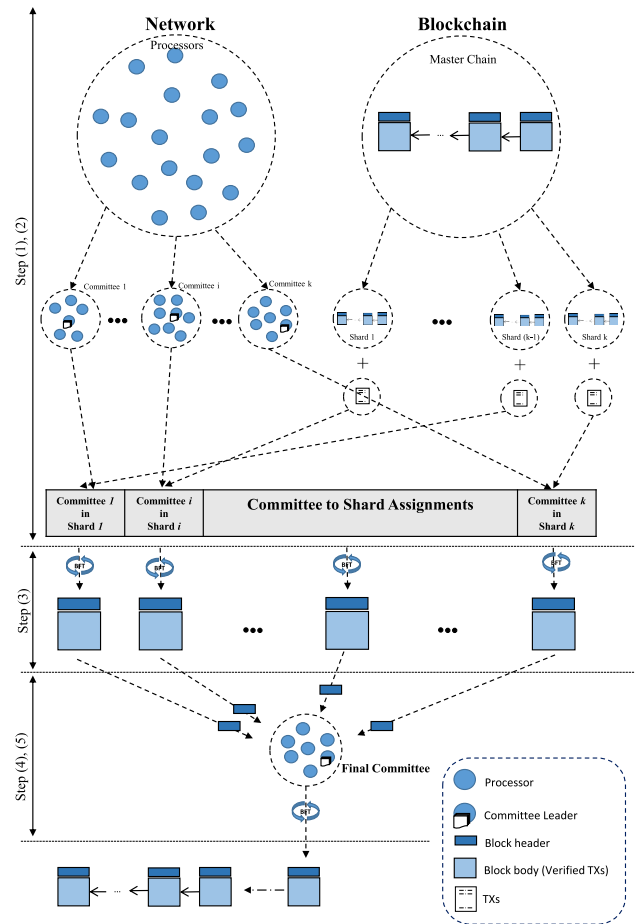 Network
Processors
Blockchain
Master Chain
Step (1), (2)
Committee 1
Committee i
Committee k
Shard 1
Shard (k-1)
Shard k
+
+
+
Committee 1
in
Shard 1
Committee i
in
Shard i
Committee to Shard Assignments
Committee k
in
Shard k
Step (3)
BFT
BFT
BFT
BFT
Step (4), (5)
Final Committee
BFT
Processor
Committee Leader
Block header
Block body (Verified TXs)
TXs